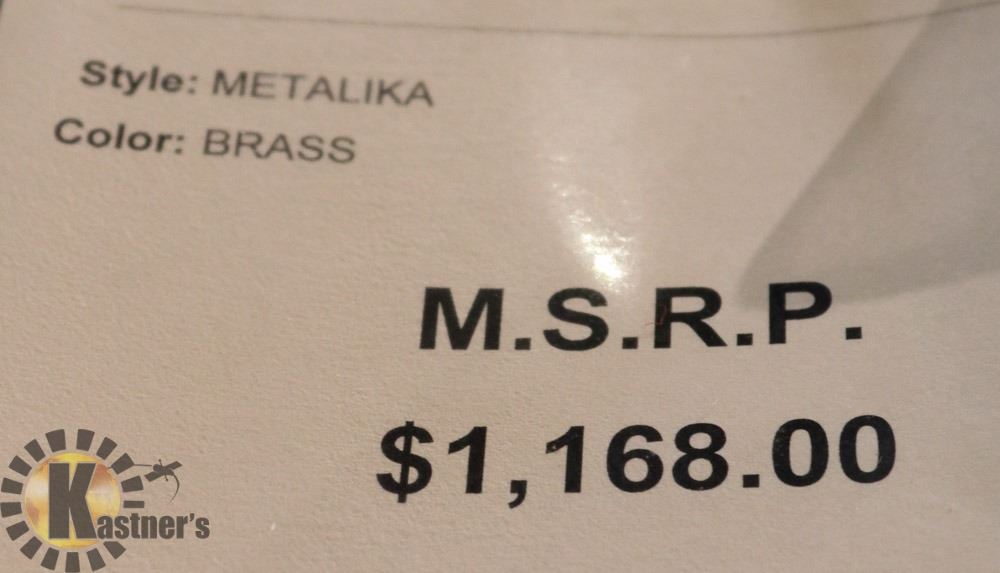 Style: METALIKA
Color: BRASS
M.S.R.P.
$1,168.00
Kastner's